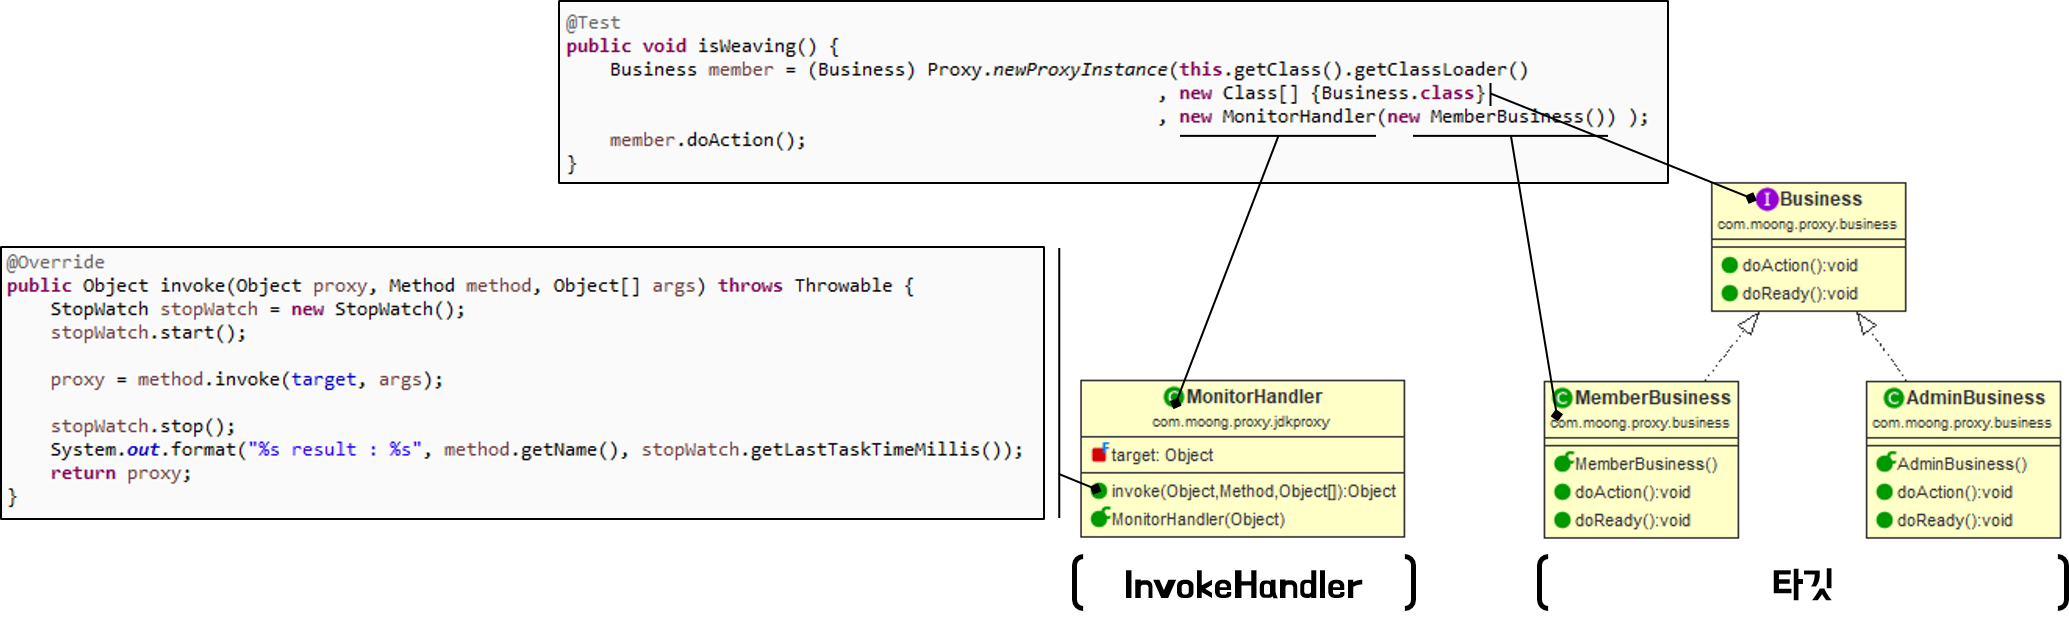 @Test
public void isWeaving() {
    Business member = (Business) Proxy.newProxyInstance(this.getClass().getClassLoader()
                                                        , new Class[] {Business.class}
                                                        , new MonitorHandler(new MemberBusiness()) );
    member.doAction();
}
@Override
public Object invoke(Object proxy, Method method, Object[] args) throws Throwable {
    StopWatch stopWatch = new StopWatch();
    stopWatch.start();
    proxy = method.invoke(target, args);
    stopWatch.stop();
    System.out.format("%s result : %s", method.getName(), stopWatch.getLastTaskTimeMillis());
    return proxy;
}
I Business
com.moong.proxy.business
doAction():void
doReady():void
C MonitorHandler
com.moong.proxy.jdkproxy
F target: Object
invoke(Object,Method,Object[]):Object
C MonitorHandler(Object)
C MemberBusiness
com.moong.proxy.business
C MemberBusiness()
doAction():void
doReady():void
C AdminBusiness
com.moong.proxy.business
C AdminBusiness()
doAction():void
doReady():void
InvokeHandler
타깃